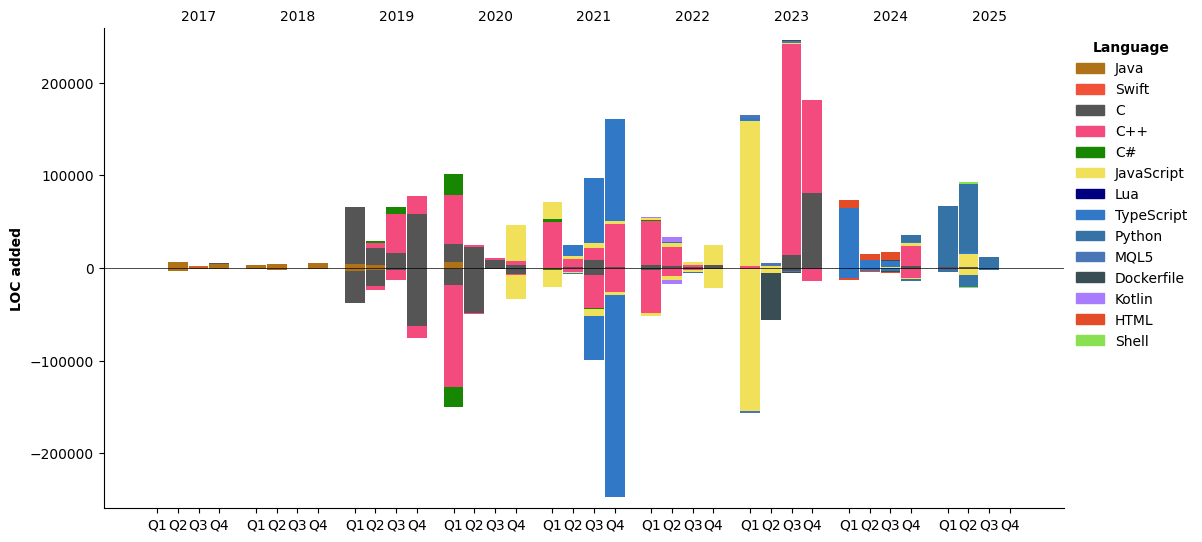 2017 2018 2019 2020 2021 2022 2023 2024 2025
LOC added
200000
100000
0
−100000
−200000
Q1 Q2 Q3 Q4 Q1 Q2 Q3 Q4 Q1 Q2 Q3 Q4 Q1 Q2 Q3 Q4 Q1 Q2 Q3 Q4 Q1 Q2 Q3 Q4 Q1 Q2 Q3 Q4 Q1 Q2 Q3 Q4 Q1 Q2 Q3 Q4
Language
Java
Swift
C
C++
C#
JavaScript
Lua
TypeScript
Python
MQL5
Dockerfile
Kotlin
HTML
Shell